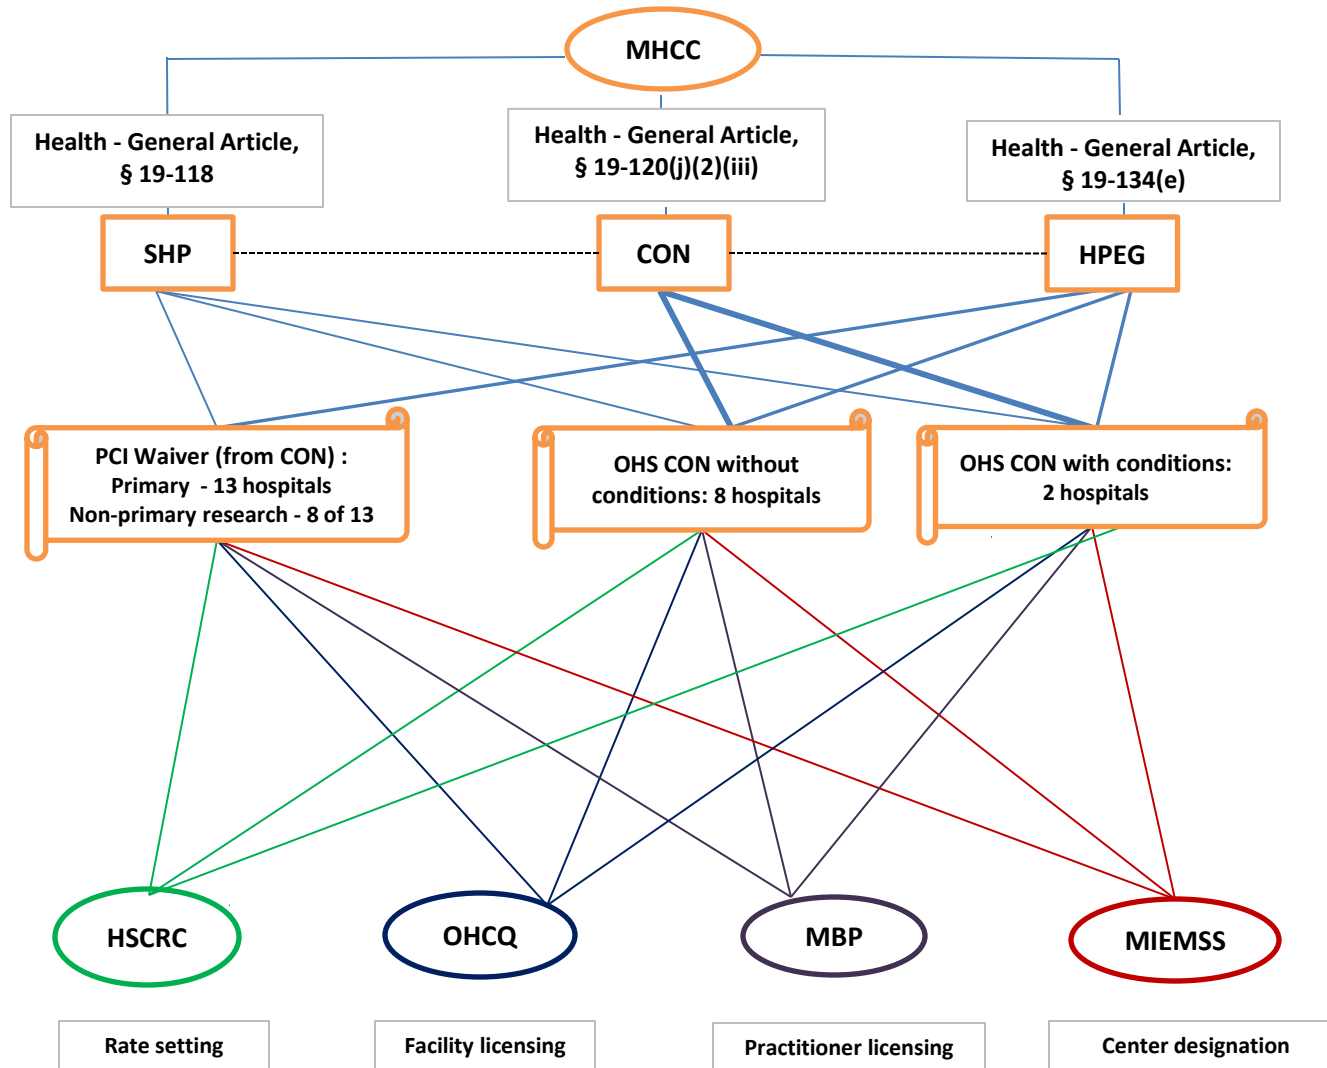 MHCC
Health - General Article,
§ 19-118
Health - General Article,
§ 19-120(j)(2)(iii)
Health - General Article,
§ 19-134(e)
SHP
CON
HPEG
PCI Waiver (from CON) :
Primary - 13 hospitals
Non-primary research - 8 of 13
OHS CON without
conditions: 8 hospitals
OHS CON with conditions:
2 hospitals
HSCRC
OHCQ
MBP
MIEMSS
Rate setting
Facility licensing
Practitioner licensing
Center designation